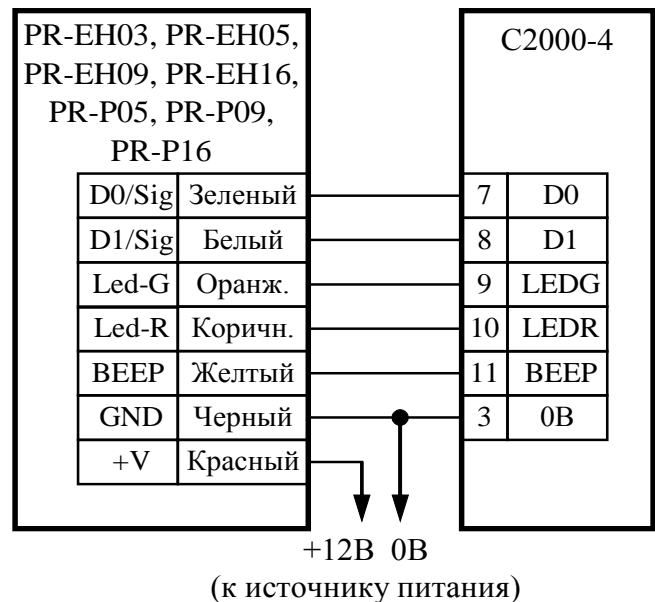 PR-EH03, PR-EH05,
PR-EH09, PR-EH16,
PR-P05, PR-P09,
PR-P16
C2000-4
D0/Sig Зеленый 7 D0
D1/Sig Белый 8 D1
Led-G Оранж. 9 LEDG
Led-R Коричн. 10 LEDR
BEEP Желтый 11 BEEP
GND Черный 3 0В
+V Красный
+12В 0В
(к источнику питания)